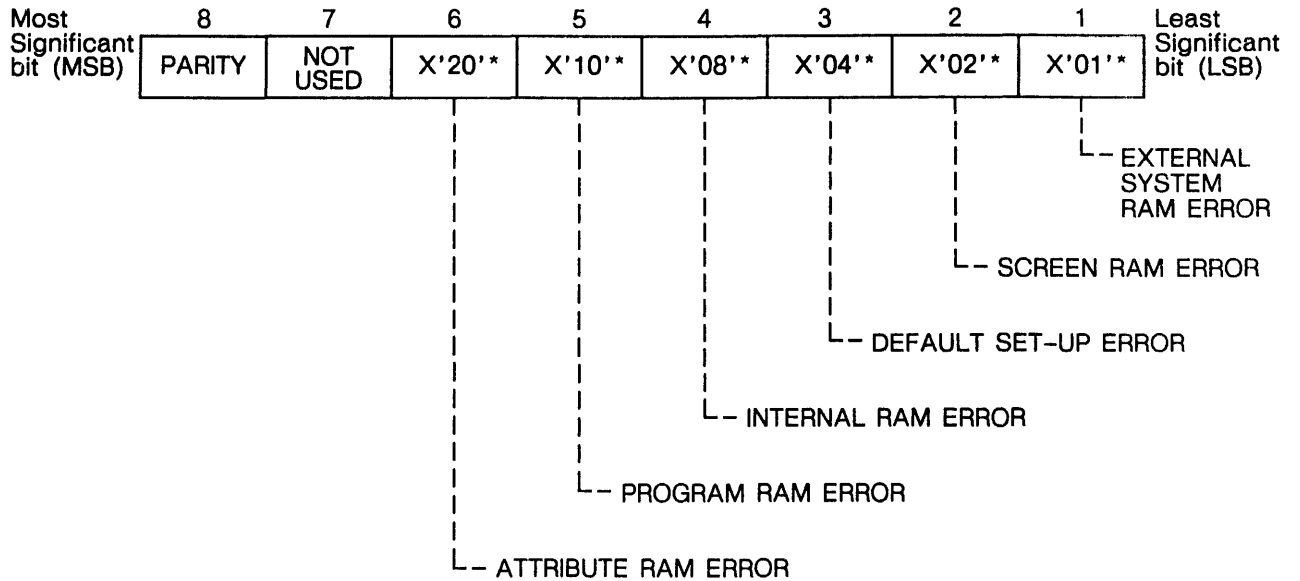 Most Significant bit (MSB)
8 7 6 5 4 3 2 1
Least Significant bit (LSB)
PARITY
NOT USED
X'20'* X'10'* X'08'* X'04'* X'02'* X'01'*
EXTERNAL
SYSTEM
RAM ERROR
SCREEN RAM ERROR
DEFAULT SET-UP ERROR
INTERNAL RAM ERROR
PROGRAM RAM ERROR
ATTRIBUTE RAM ERROR